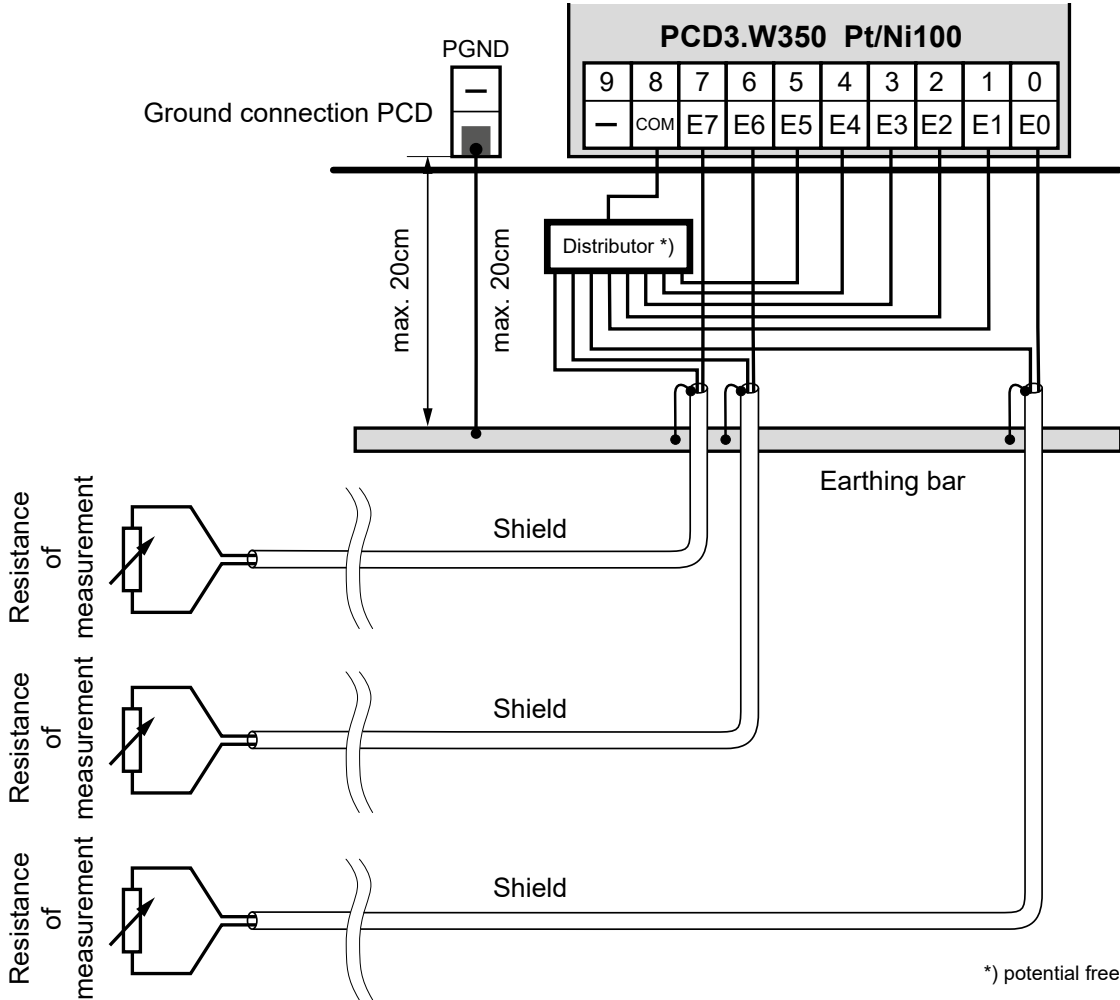 PCD3.W350 Pt/Ni100
PGND
Ground connection PCD
–
9 8 7 6 5 4 3 2 1 0
– COM E7 E6 E5 E4 E3 E2 E1 E0
max. 20cm
max. 20cm
Distributor *)
Earthing bar
Resistance
of
measurement
Shield
Resistance
of
measurement
Shield
Resistance
of
measurement
Shield
*) potential free